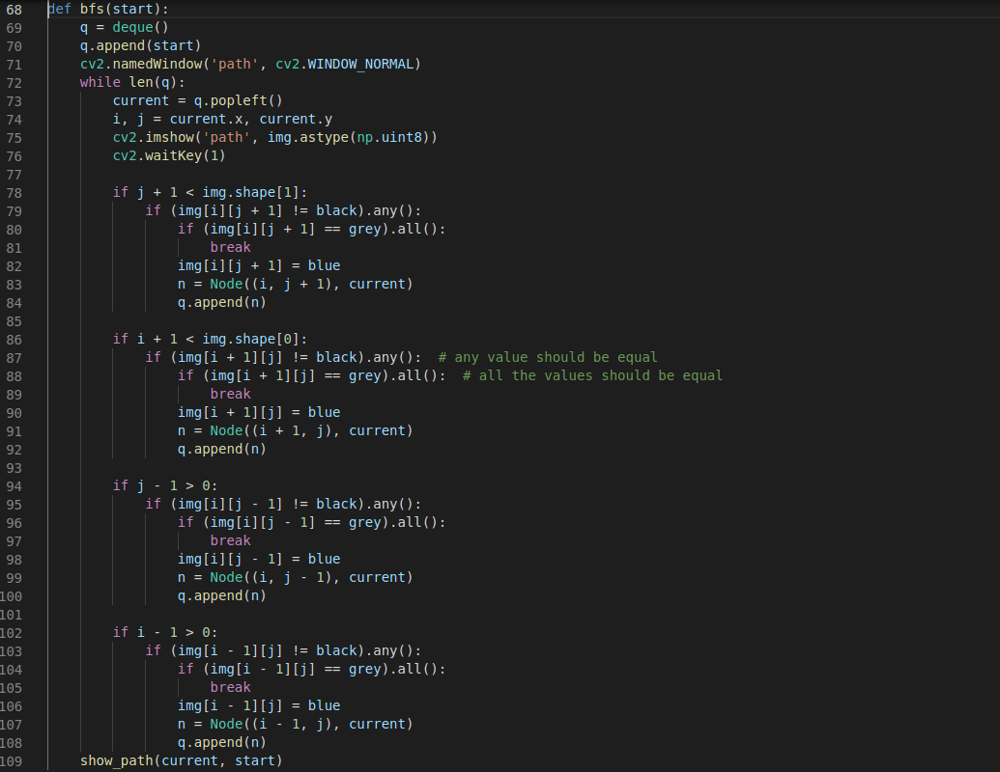 68 def bfs(start):
69     q = deque()
70     q.append(start)
71     cv2.namedWindow('path', cv2.WINDOW_NORMAL)
72     while len(q):
73         current = q.popleft()
74         i, j = current.x, current.y
75         cv2.imshow('path', img.astype(np.uint8))
76         cv2.waitKey(1)
77
78         if j + 1 < img.shape[1]:
79             if (img[i][j + 1] != black).any():
80                 if (img[i][j + 1] == grey).all():
81                     break
82                 img[i][j + 1] = blue
83                 n = Node((i, j + 1), current)
84                 q.append(n)
85
86         if i + 1 < img.shape[0]:
87             if (img[i + 1][j] != black).any():  # any value should be equal
88                 if (img[i + 1][j] == grey).all():  # all the values should be equal
89                     break
90                 img[i + 1][j] = blue
91                 n = Node((i + 1, j), current)
92                 q.append(n)
93
94         if j - 1 > 0:
95             if (img[i][j - 1] != black).any():
96                 if (img[i][j - 1] == grey).all():
97                     break
98                 img[i][j - 1] = blue
99                 n = Node((i, j - 1), current)
100                 q.append(n)
101
102         if i - 1 > 0:
103             if (img[i - 1][j] != black).any():
104                 if (img[i - 1][j] == grey).all():
105                     break
106                 img[i - 1][j] = blue
107                 n = Node((i - 1, j), current)
108                 q.append(n)
109     show_path(current, start)